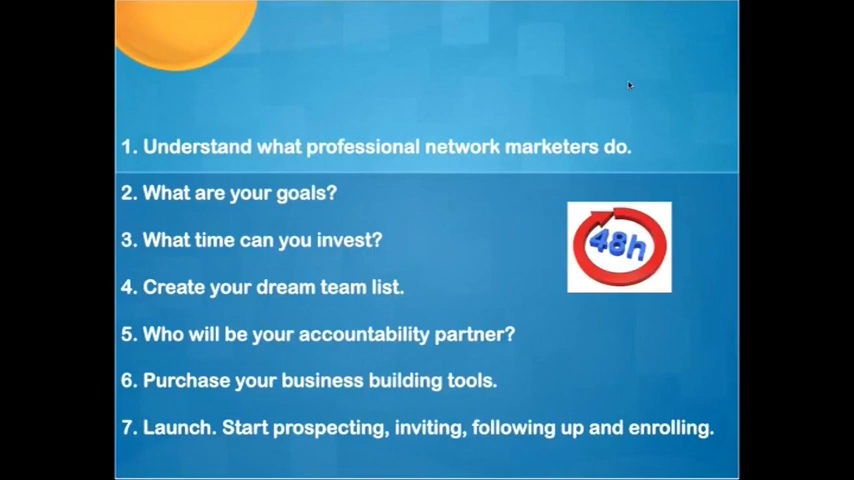 1. Understand what professional network marketers do.
2. What are your goals?
3. What time can you invest?
48h
4. Create your dream team list.
5. Who will be your accountability partner?
6. Purchase your business building tools.
7. Launch. Start prospecting, inviting, following up and enrolling.